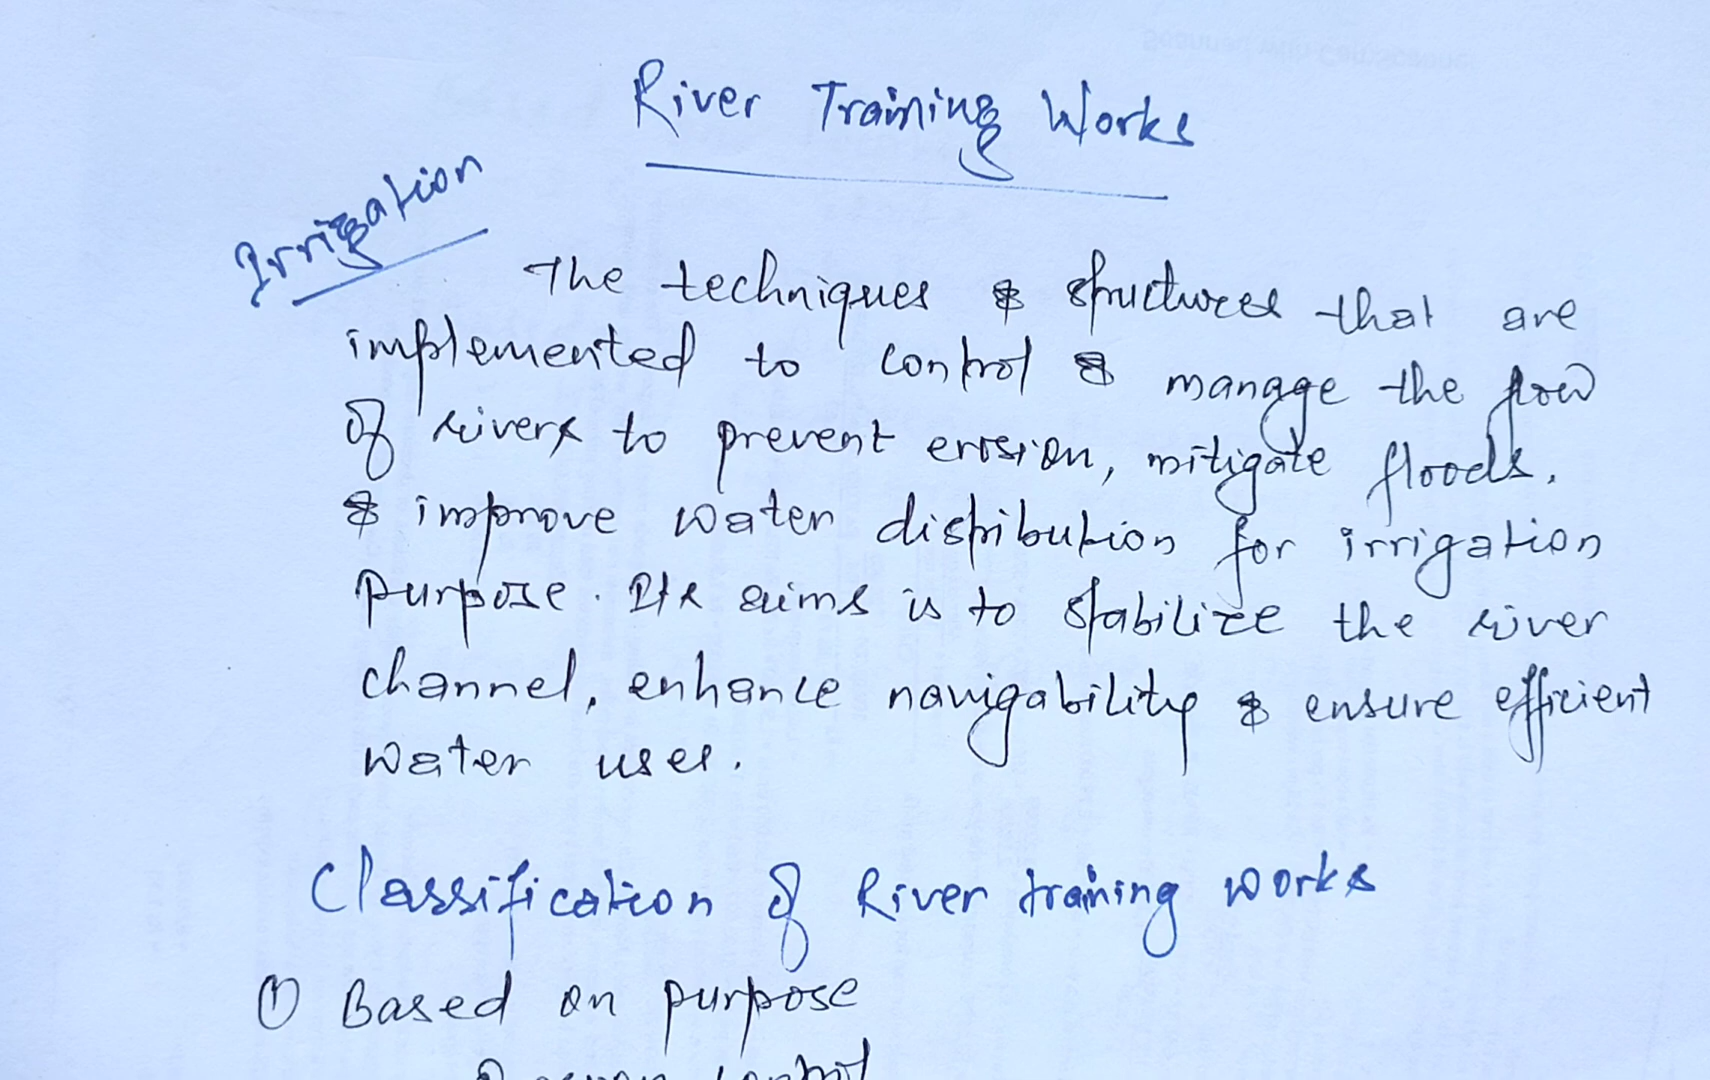 River Training Works
Irrigation
The techniques & structures that are
implemented to control & manage the flow
of rivers to prevent erosion, mitigate floods,
& improve water distribution for irrigation
purpose. Its aims is to stabilize the river
channel, enhance navigability & ensure efficient
water uses.
Classification of River training works
① Based on purpose
control